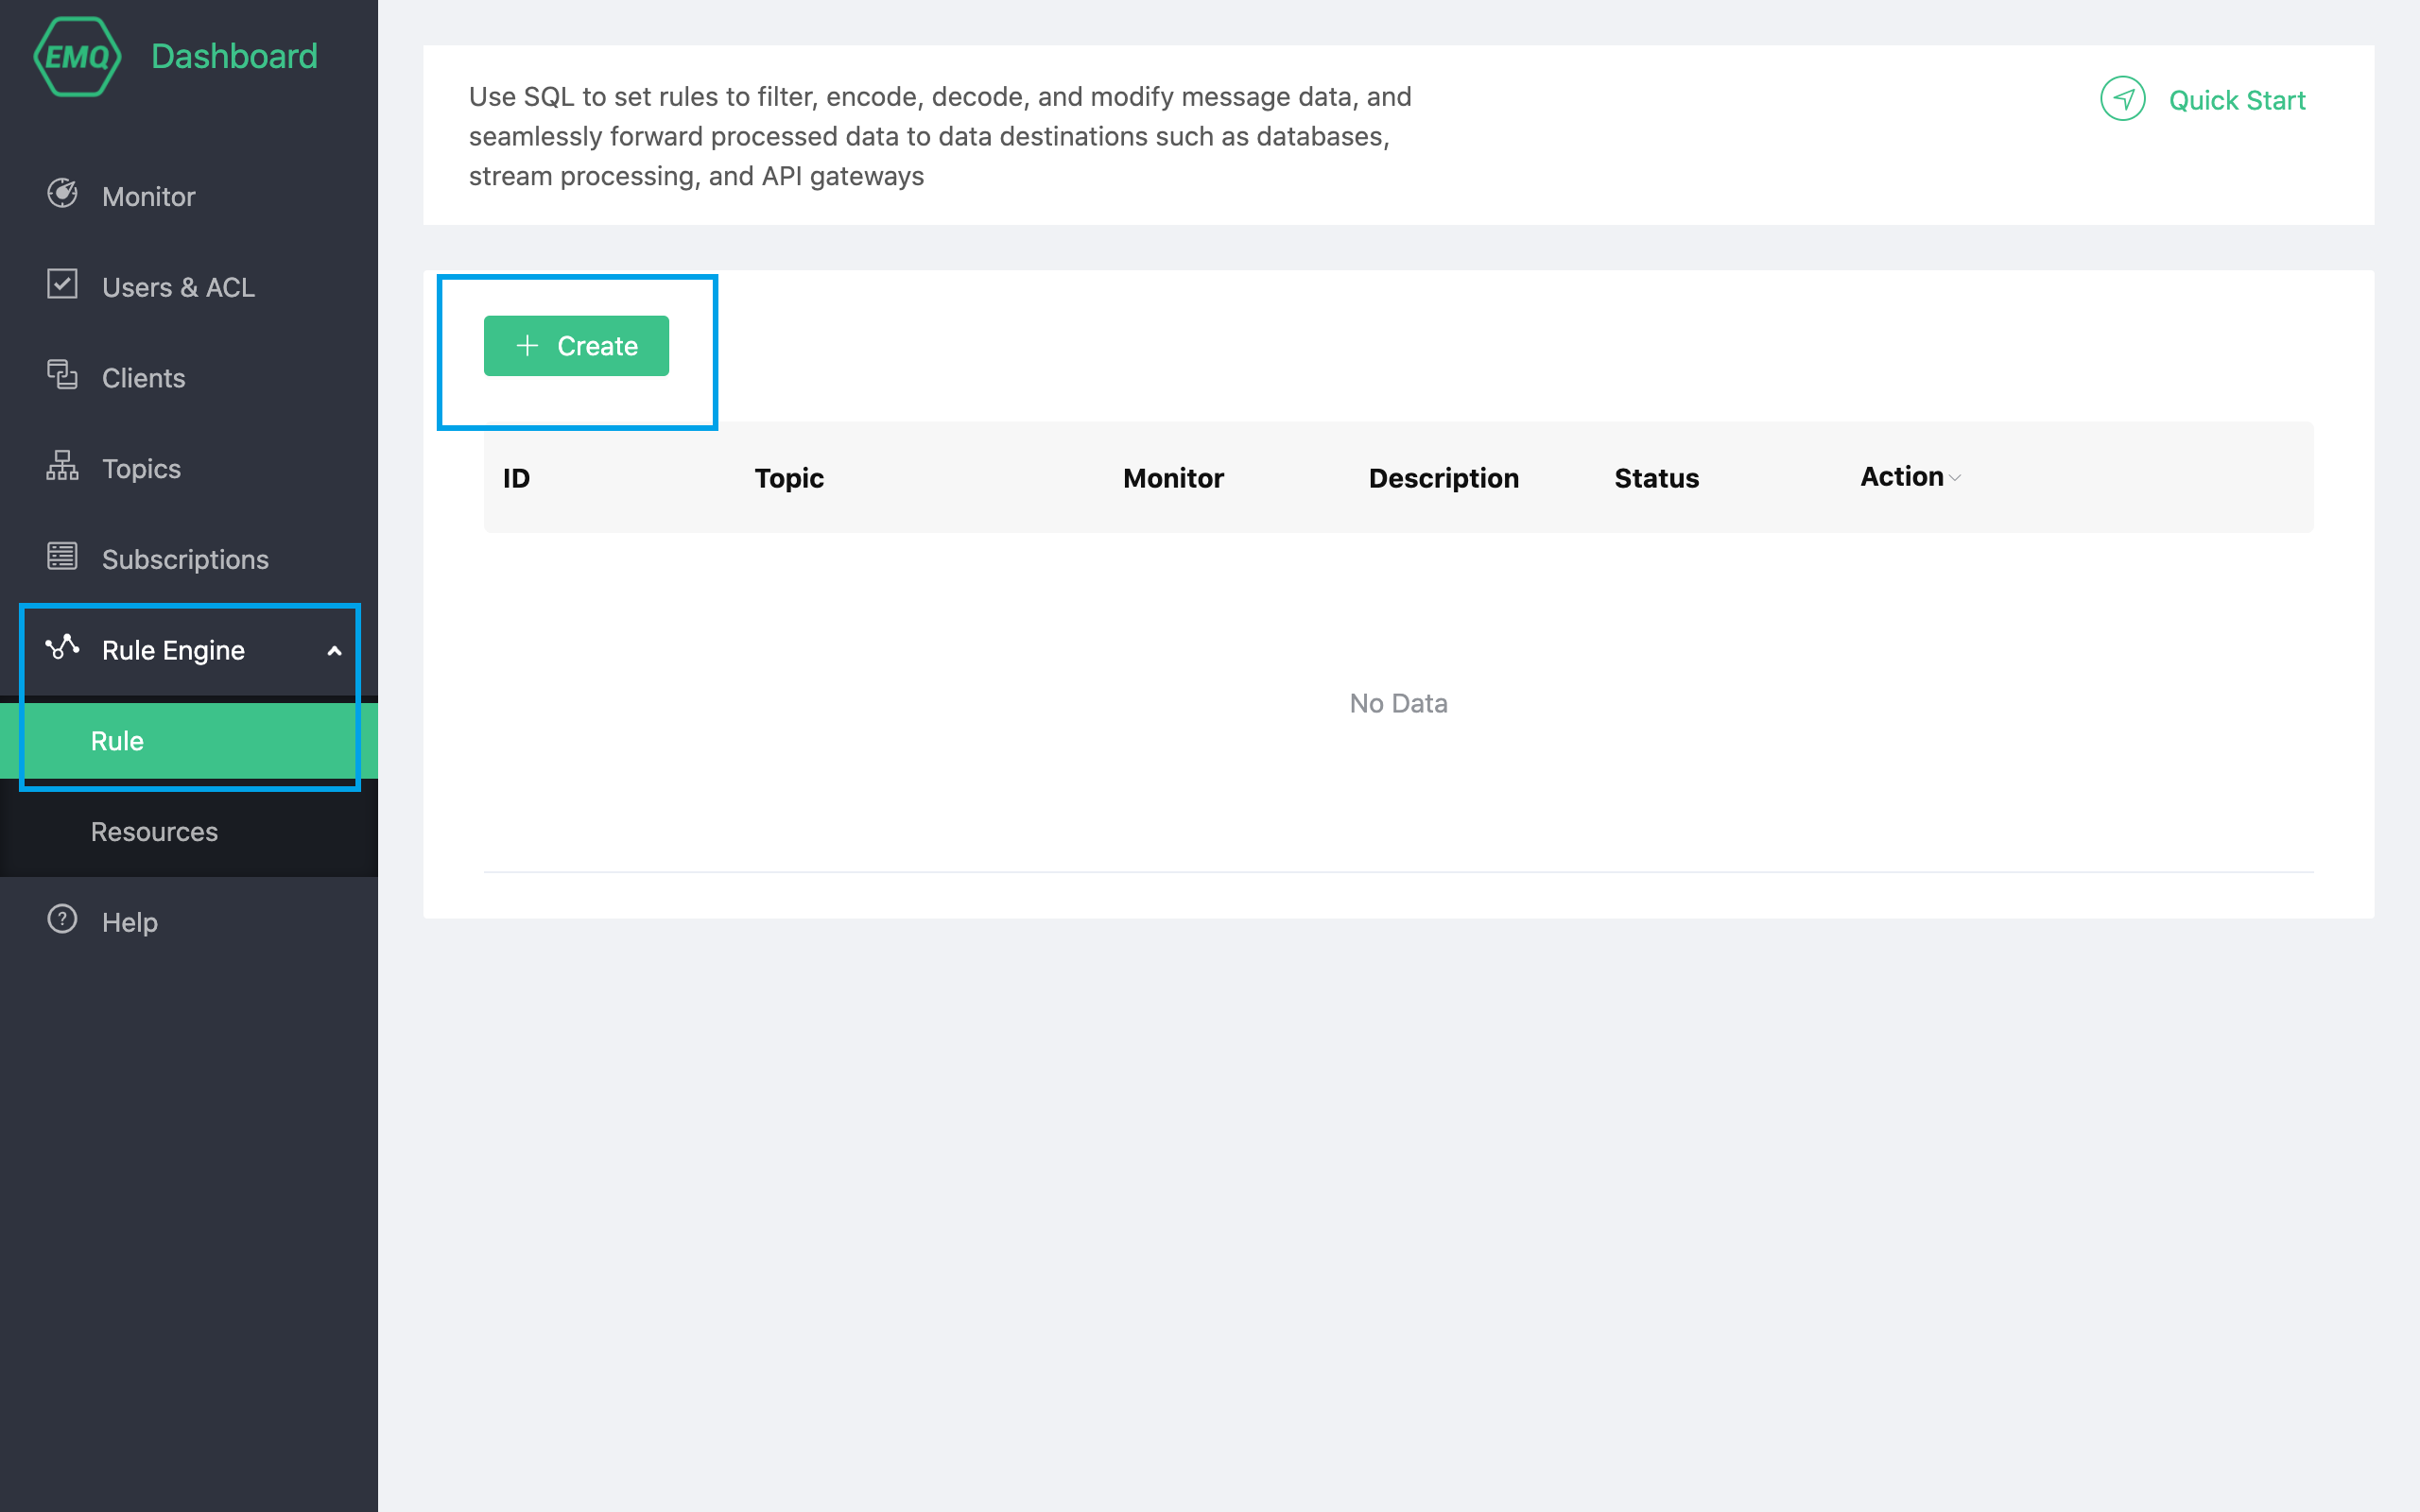 EMQ Dashboard
Monitor
Users & ACL
Clients
Topics
Subscriptions
Rule Engine
Rule
Resources
Help
Use SQL to set rules to filter, encode, decode, and modify message data, and
seamlessly forward processed data to data destinations such as databases,
stream processing, and API gateways
Quick Start
+ Create
ID Topic Monitor Description Status Action
No Data